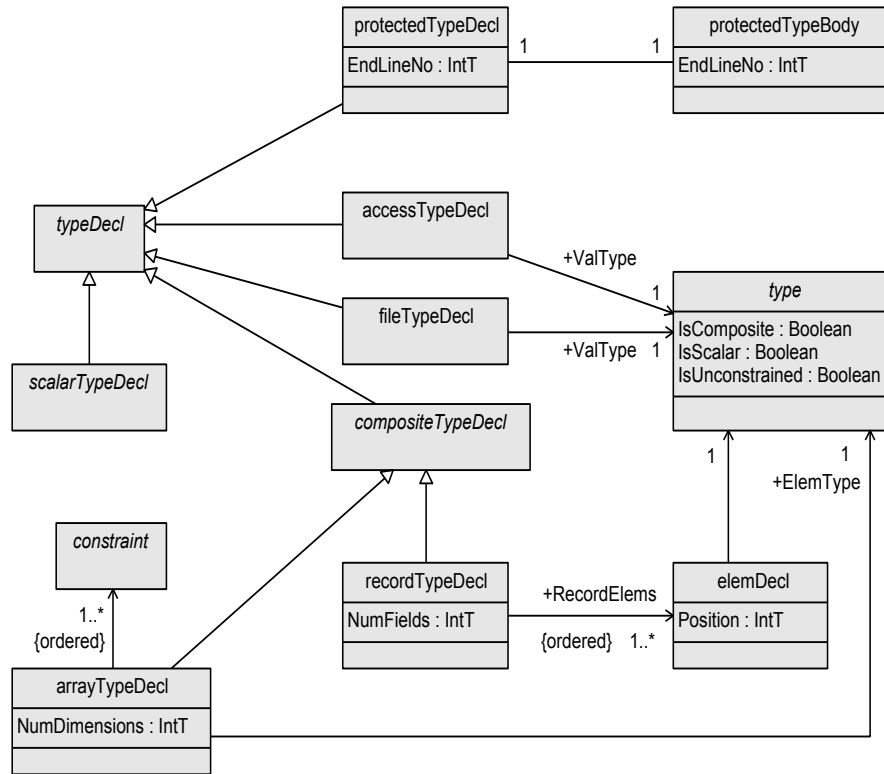 protectedTypeDecl
EndLineNo : IntT
1
1
protectedTypeBody
EndLineNo : IntT
typeDecl
accessTypeDecl
+ValType
1
type
IsComposite : Boolean
IsScalar : Boolean
IsUnconstrained : Boolean
fileTypeDecl
+ValType
1
scalarTypeDecl
compositeTypeDecl
1
1
+ElemType
constraint
1..*
{ordered}
recordTypeDecl
NumFields : IntT
+RecordElems
{ordered}
1..*
elemDecl
Position : IntT
arrayTypeDecl
NumDimensions : IntT